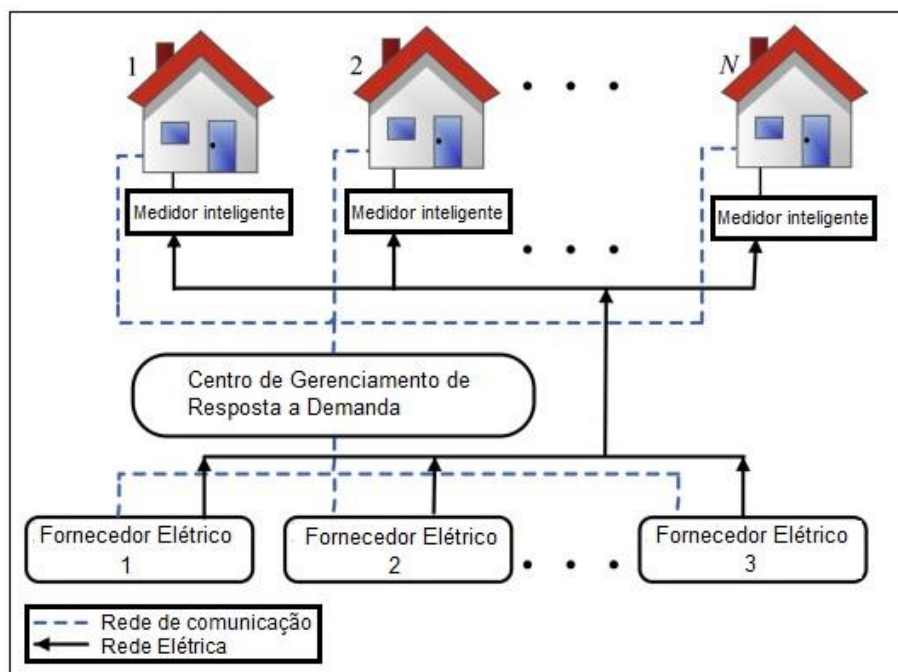 1
2
N
Medidor inteligente
Medidor inteligente
Medidor inteligente
Centro de Gerenciamento de
Resposta a Demanda
Fornecedor Elétrico
1
Fornecedor Elétrico
2
Fornecedor Elétrico
3
Rede de comunicação
Rede Elétrica